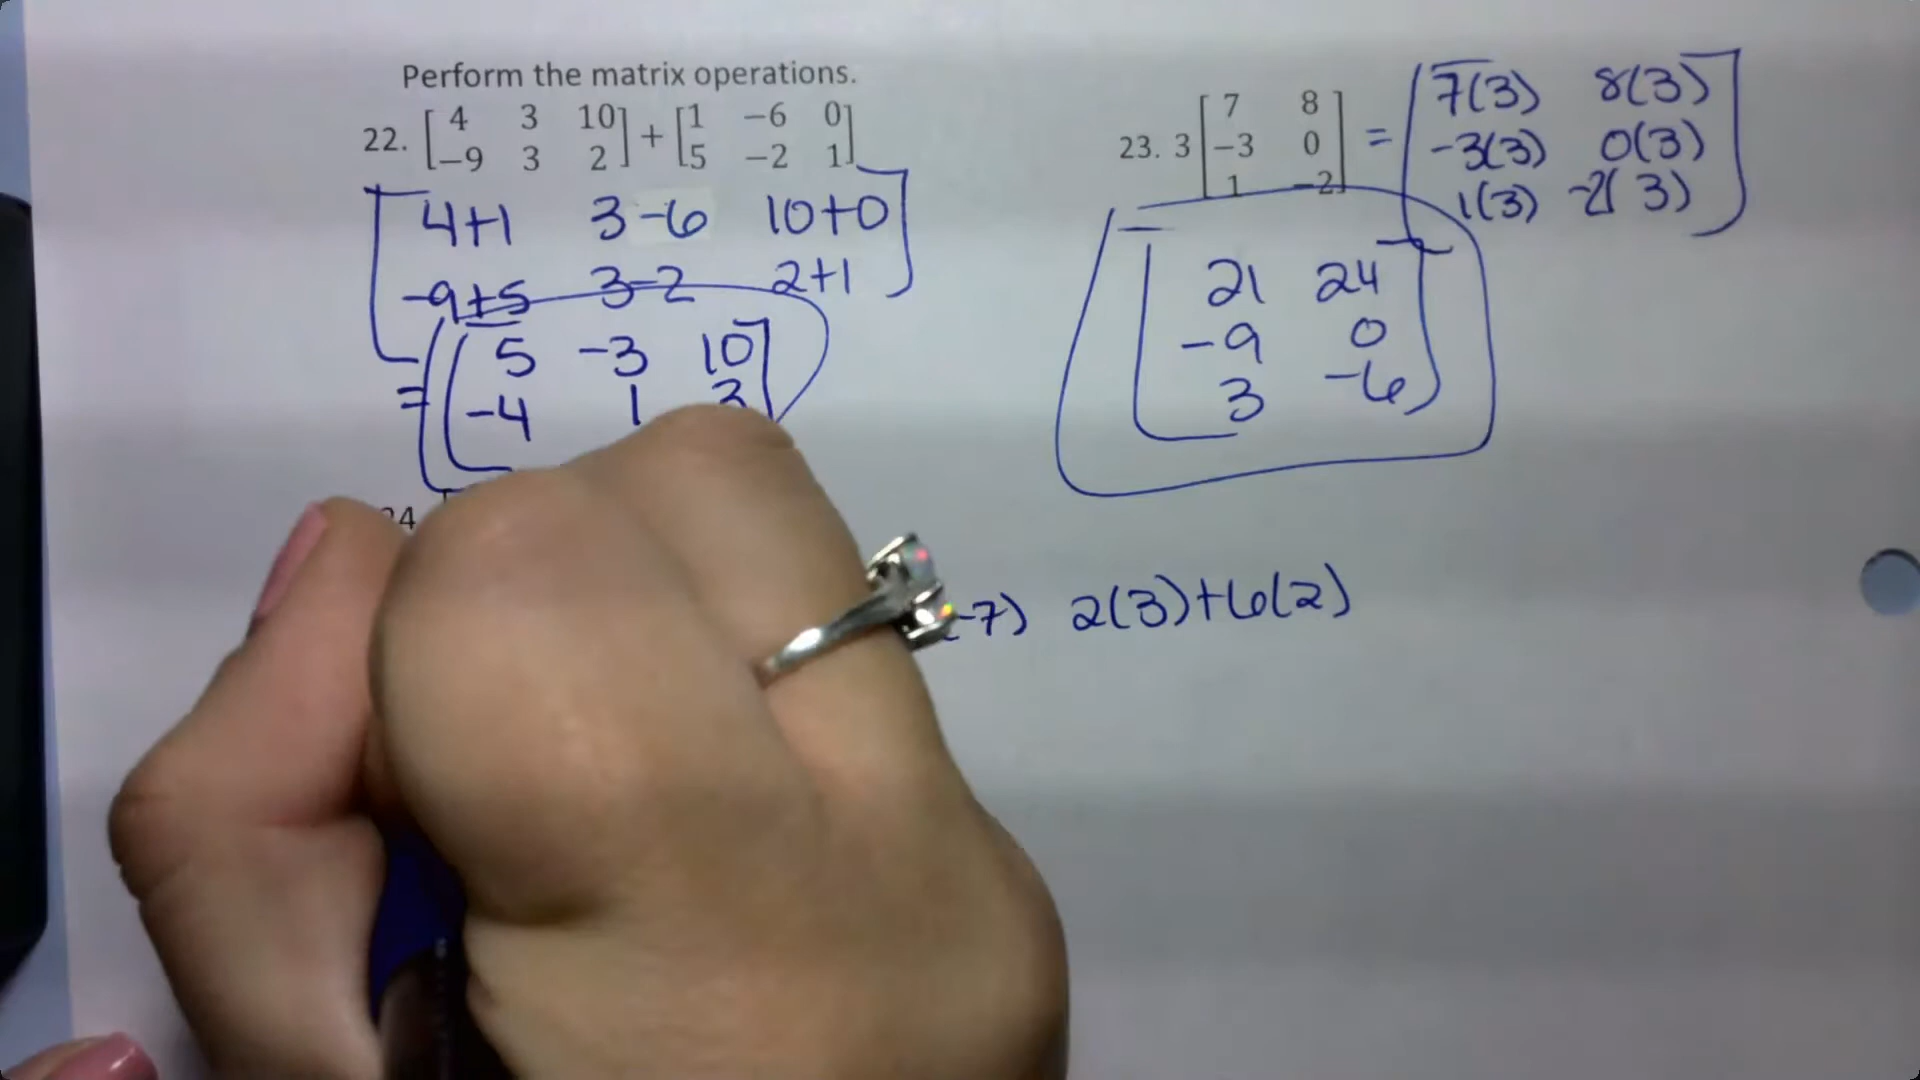 Perform the matrix operations.
22. [4 3 10] + [1 -6 0]
[-9 3 2] [5 -2 1]
4+1 3-6 10+0
-9+5 3-2 2+1
= [5 -3 10]
[-4 1 3]
23. 3 [7 8] = [7(3) 8(3)]
[-3 0] [-3(3) 0(3)]
[1 -2] [1(3) -2(3)]
[21 24]
[-9 0]
[3 -6]
24
-7) 2(3)+6(2)